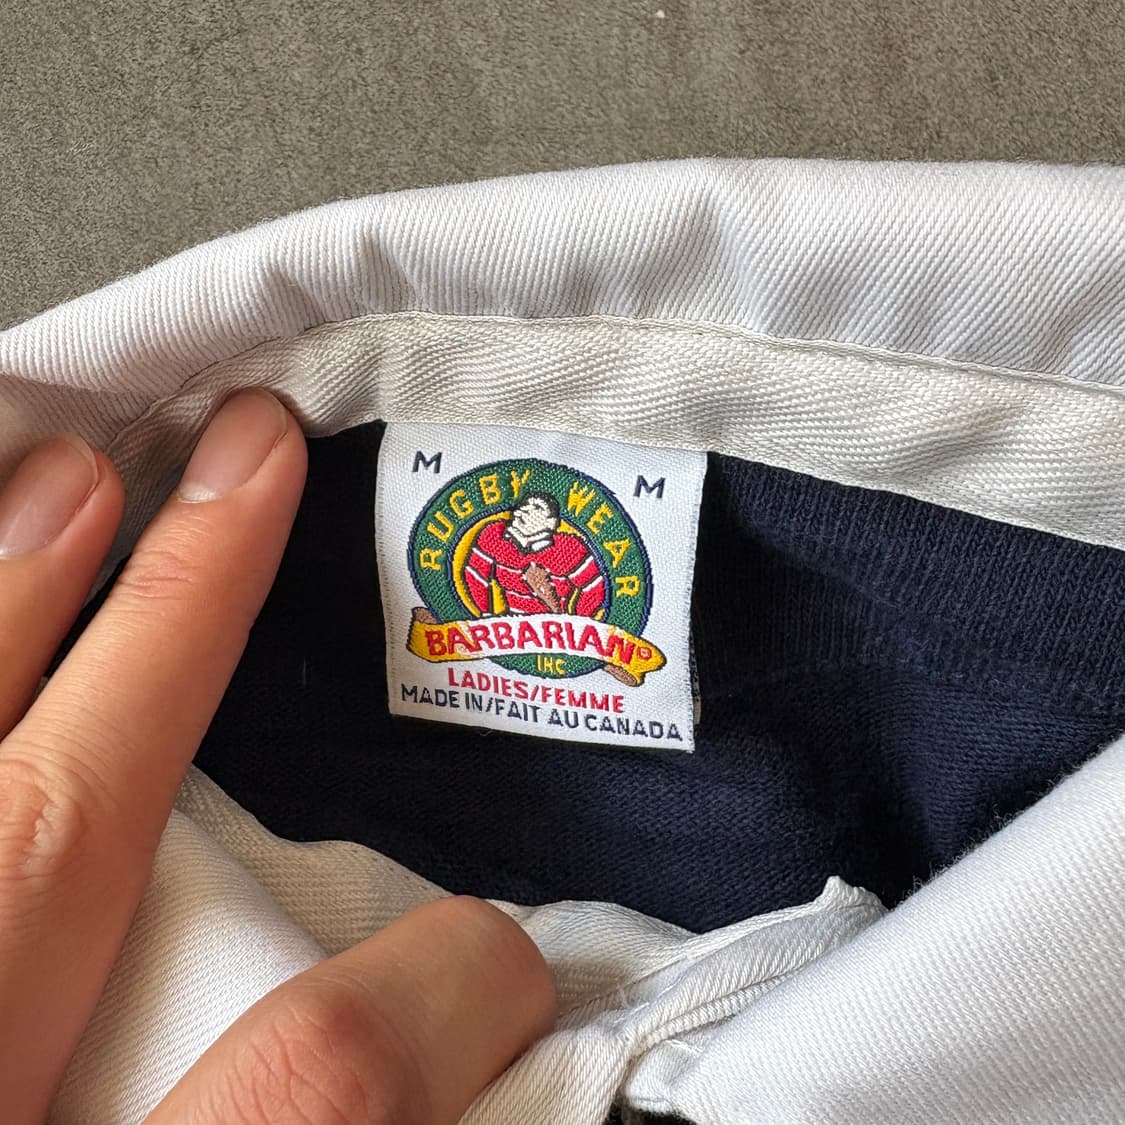 M M
RUGBY WEAR
BARBARIAN®
INC
LADIES/FEMME
MADE IN/FAIT AU CANADA